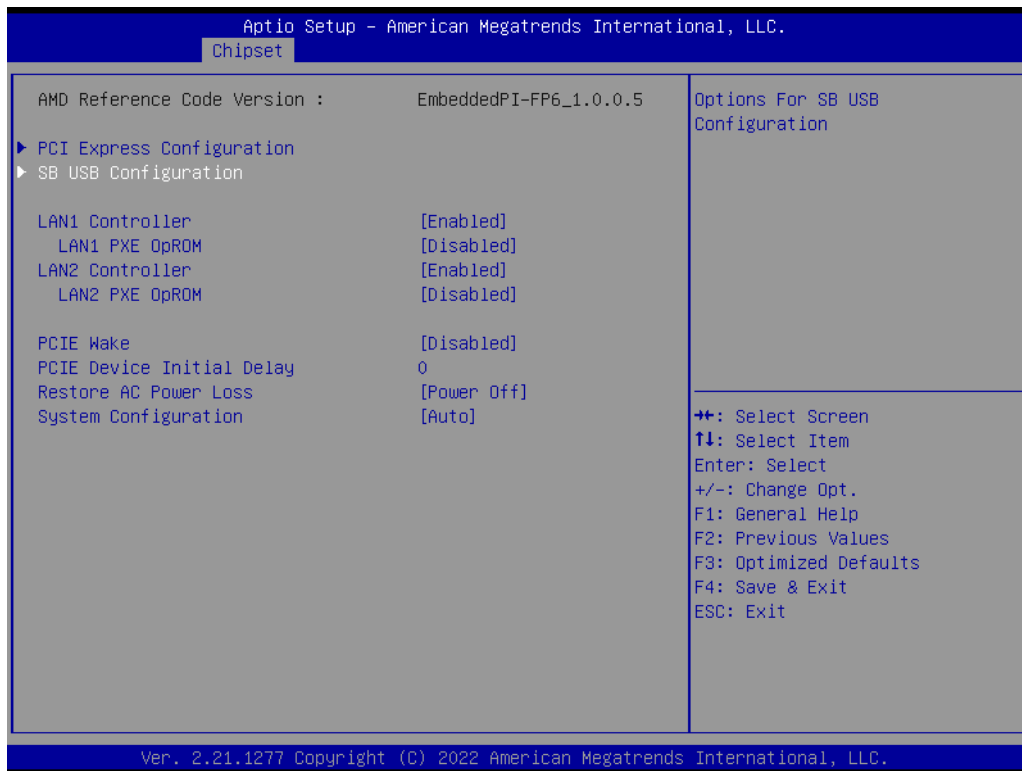 Aptio Setup – American Megatrends International, LLC.
Chipset
AMD Reference Code Version : EmbeddedPI-FP6_1.0.0.5
PCI Express Configuration
SB USB Configuration
LAN1 Controller [Enabled]
LAN1 PXE OpROM [Disabled]
LAN2 Controller [Enabled]
LAN2 PXE OpROM [Disabled]
PCIE Wake [Disabled]
PCIE Device Initial Delay 0
Restore AC Power Loss [Power Off]
System Configuration [Auto]
Options For SB USB
Configuration
→←: Select Screen
↑↓: Select Item
Enter: Select
+/-: Change Opt.
F1: General Help
F2: Previous Values
F3: Optimized Defaults
F4: Save & Exit
ESC: Exit
Ver. 2.21.1277 Copyright (C) 2022 American Megatrends International, LLC.